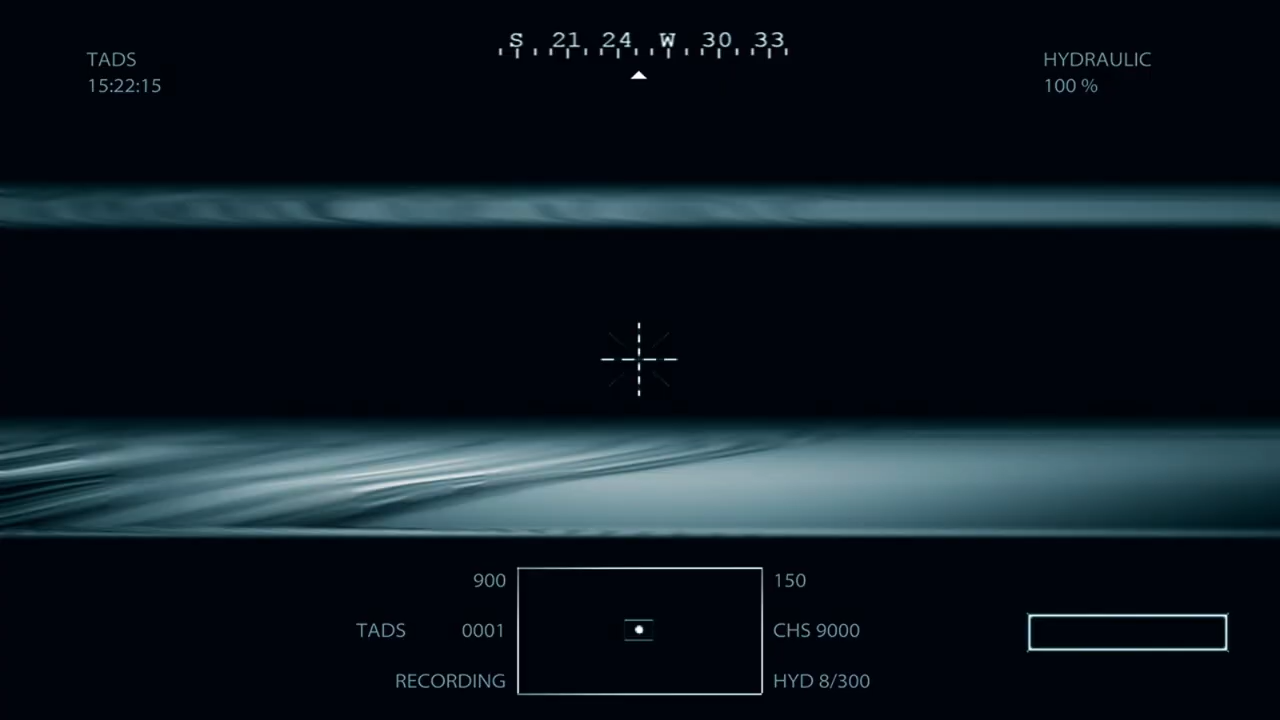 S 21 24 W 30 33
TADS
15:22:15
HYDRAULIC
100 %
900
150
TADS 0001
CHS 9000
RECORDING
HYD 8/300